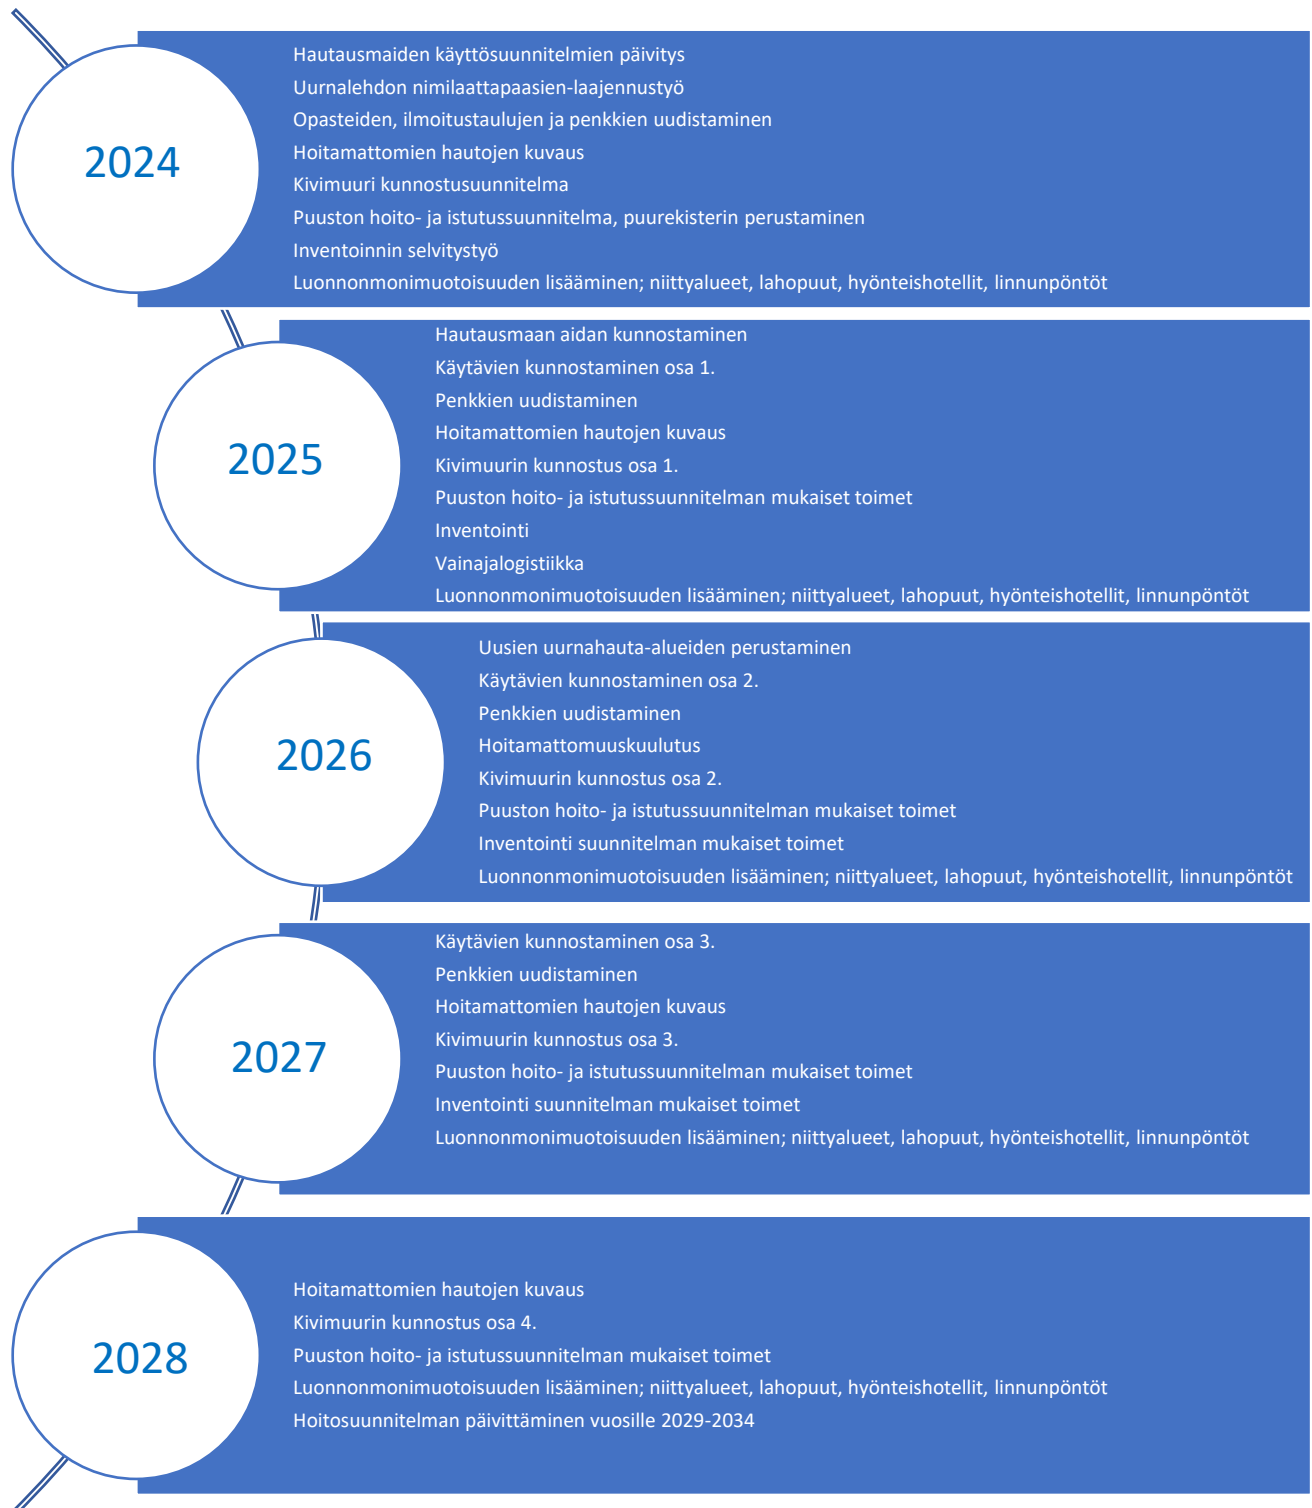 2024
Hautausmaiden käyttösuunnitelmien päivitys
Uurnalehdon nimilaattapaasien-laajennustyö
Opasteiden, ilmoitustaulujen ja penkkien uudistaminen
Hoitamattomien hautojen kuvaus
Kivimuuri kunnostusuunnitelma
Puuston hoito- ja istutussuunnitelma, puurekisterin perustaminen
Inventoinnin selvitystyö
Luonnonmonimuotoisuuden lisääminen; niittyalueet, lahopuut, hyönteishotellit, linnunpöntöt
2025
Hautausmaan aidan kunnostaminen
Käytävien kunnostaminen osa 1.
Penkkien uudistaminen
Hoitamattomien hautojen kuvaus
Kivimuurin kunnostus osa 1.
Puuston hoito- ja istutussuunnitelman mukaiset toimet
Inventointi
Vainajalogistiikka
Luonnonmonimuotoisuuden lisääminen; niittyalueet, lahopuut, hyönteishotellit, linnunpöntöt
2026
Uusien uurnahauta-alueiden perustaminen
Käytävien kunnostaminen osa 2.
Penkkien uudistaminen
Hoitamattomuuskuulutus
Kivimuurin kunnostus osa 2.
Puuston hoito- ja istutussuunnitelman mukaiset toimet
Inventointi suunnitelman mukaiset toimet
Luonnonmonimuotoisuuden lisääminen; niittyalueet, lahopuut, hyönteishotellit, linnunpöntöt
2027
Käytävien kunnostaminen osa 3.
Penkkien uudistaminen
Hoitamattomien hautojen kuvaus
Kivimuurin kunnostus osa 3.
Puuston hoito- ja istutussuunnitelman mukaiset toimet
Inventointi suunnitelman mukaiset toimet
Luonnonmonimuotoisuuden lisääminen; niittyalueet, lahopuut, hyönteishotellit, linnunpöntöt
2028
Hoitamattomien hautojen kuvaus
Kivimuurin kunnostus osa 4.
Puuston hoito- ja istutussuunnitelman mukaiset toimet
Luonnonmonimuotoisuuden lisääminen; niittyalueet, lahopuut, hyönteishotellit, linnunpöntöt
Hoitosuunnitelman päivittäminen vuosille 2029-2034